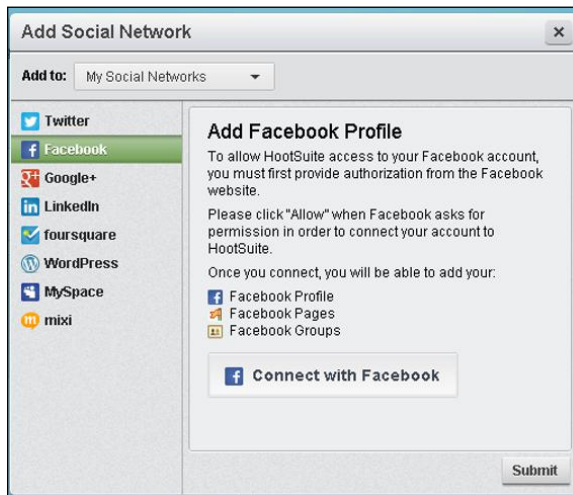 Add Social Network
Add to: My Social Networks
Twitter
Facebook
Google+
LinkedIn
foursquare
WordPress
MySpace
mixi
Add Facebook Profile
To allow HootSuite access to your Facebook account,
you must first provide authorization from the Facebook
website.
Please click "Allow" when Facebook asks for
permission in order to connect your account to
HootSuite.
Once you connect, you will be able to add your:
Facebook Profile
Facebook Pages
Facebook Groups
Connect with Facebook
Submit